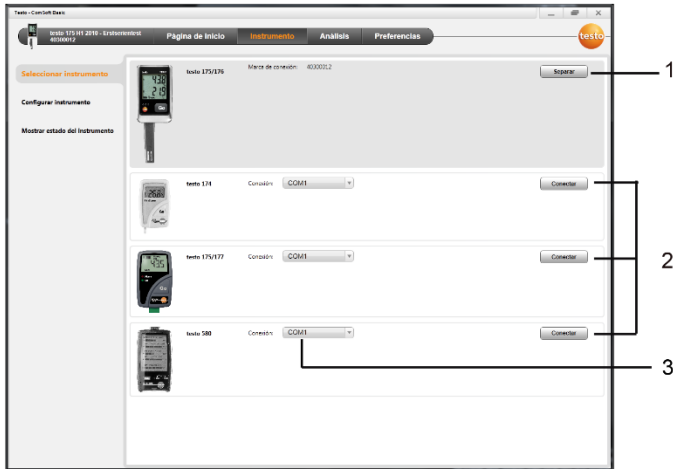 Testo - ComSoft Basic
testo 175 H1 2010 - Erstserientest
40300012
Página de inicio
Instrumento
Análisis
Preferencias
testo
Seleccionar instrumento
Configurar instrumento
Mostrar estado del instrumento
testo 175/176
Marca de conexión:
40300012
Separar
1
testo 174
Conexión:
COM1
Conectar
testo 175/177
Conexión:
COM1
Conectar
2
testo 580
Conexión:
COM1
Conectar
3